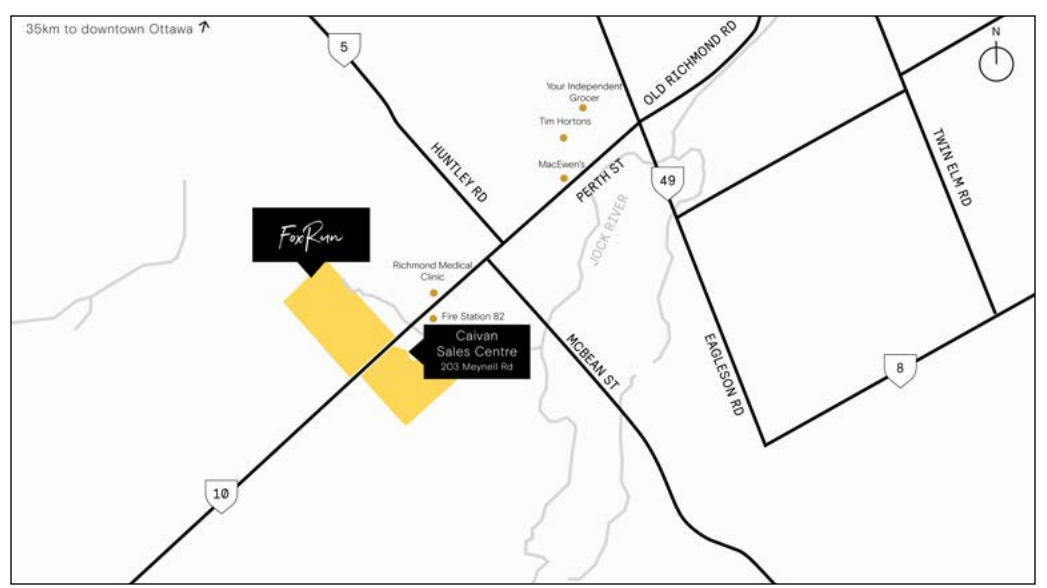 35km to downtown Ottawa ↗
5
N
OLD RICHMOND RD
Your Independent
Grocer
Tim Hortons
TWIN ELM RD
HUNTLEY RD
MacEwen's
PERTH ST
49
JOCK RIVER
FoxRun
Richmond Medical
Clinic
Fire Station 82
Caivan
Sales Centre
203 Meynell Rd
MCBEAN ST
EAGLESON RD
8
10